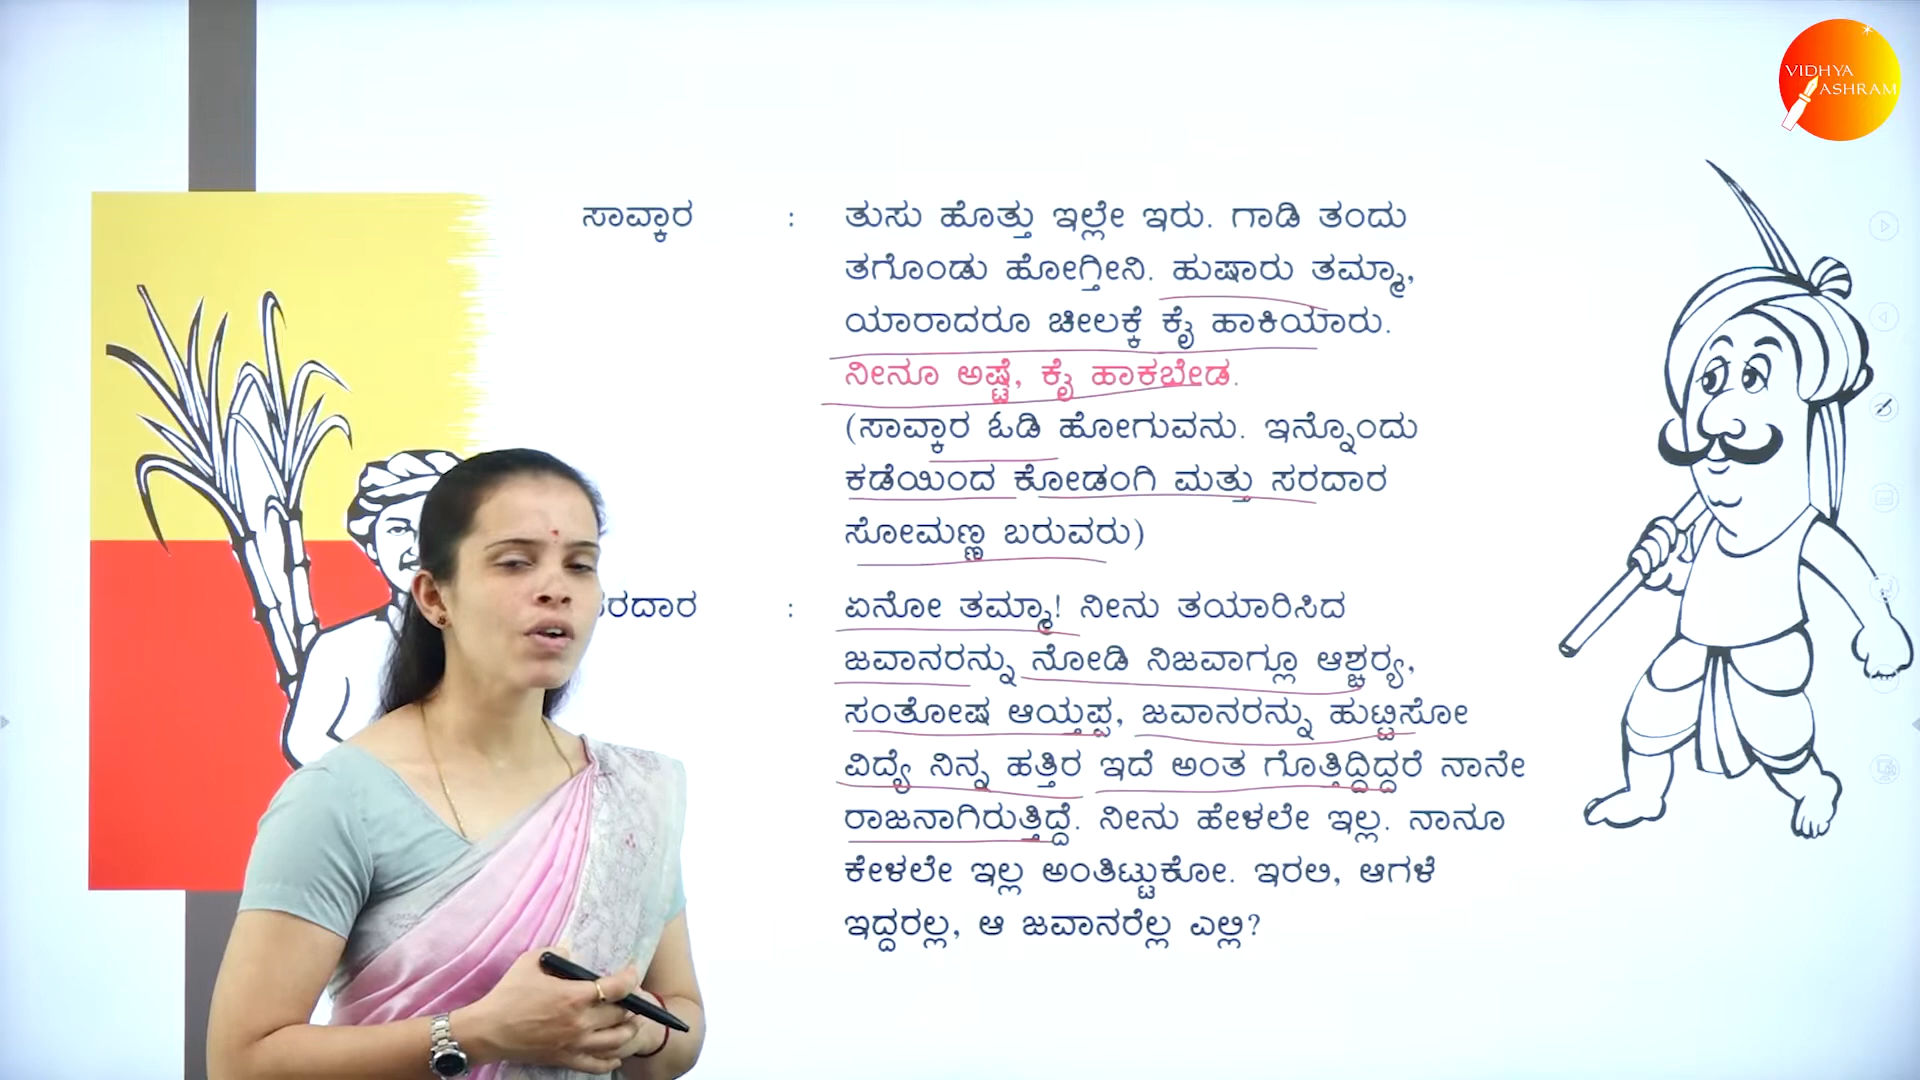 VIDHYA
ASHRAM
ಸಾವ್ಕಾರ : ತುಸು ಹೊತ್ತು ಇಲ್ಲೇ ಇರು. ಗಾಡಿ ತಂದು
ತಗೊಂಡು ಹೋಗ್ತೀನಿ. ಹುಷಾರು ತಮ್ಮಾ,
ಯಾರಾದರೂ ಚೀಲಕ್ಕೆ ಕೈ ಹಾಕಿಯಾರು.
ನೀನೂ ಅಷ್ಟೆ, ಕೈ ಹಾಕಬೇಡ.
(ಸಾವ್ಕಾರ ಓಡಿ ಹೋಗುವನು. ಇನ್ನೊಂದು
ಕಡೆಯಿಂದ ಕೋಡಂಗಿ ಮತ್ತು ಸರದಾರ
ಸೋಮಣ್ಣ ಬರುವರು)
ರದಾರ : ಏನೋ ತಮ್ಮಾ! ನೀನು ತಯಾರಿಸಿದ
ಜವಾನರನ್ನು ನೋಡಿ ನಿಜವಾಗ್ಲೂ ಆಶ್ಚರ‍್ಯ,
ಸಂತೋಷ ಆಯ್ತಪ್ಪ, ಜವಾನರನ್ನು ಹುಟ್ಟಿಸೋ
ವಿದ್ಯೆ ನಿನ್ನ ಹತ್ತಿರ ಇದೆ ಅಂತ ಗೊತ್ತಿದ್ದಿದ್ದರೆ ನಾನೇ
ರಾಜನಾಗಿರುತ್ತಿದ್ದೆ. ನೀನು ಹೇಳಲೇ ಇಲ್ಲ. ನಾನೂ
ಕೇಳಲೇ ಇಲ್ಲ ಅಂತಿಟ್ಟುಕೋ. ಇರಲಿ, ಆಗಳೆ
ಇದ್ದರಲ್ಲ, ಆ ಜವಾನರೆಲ್ಲ ಎಲ್ಲಿ?